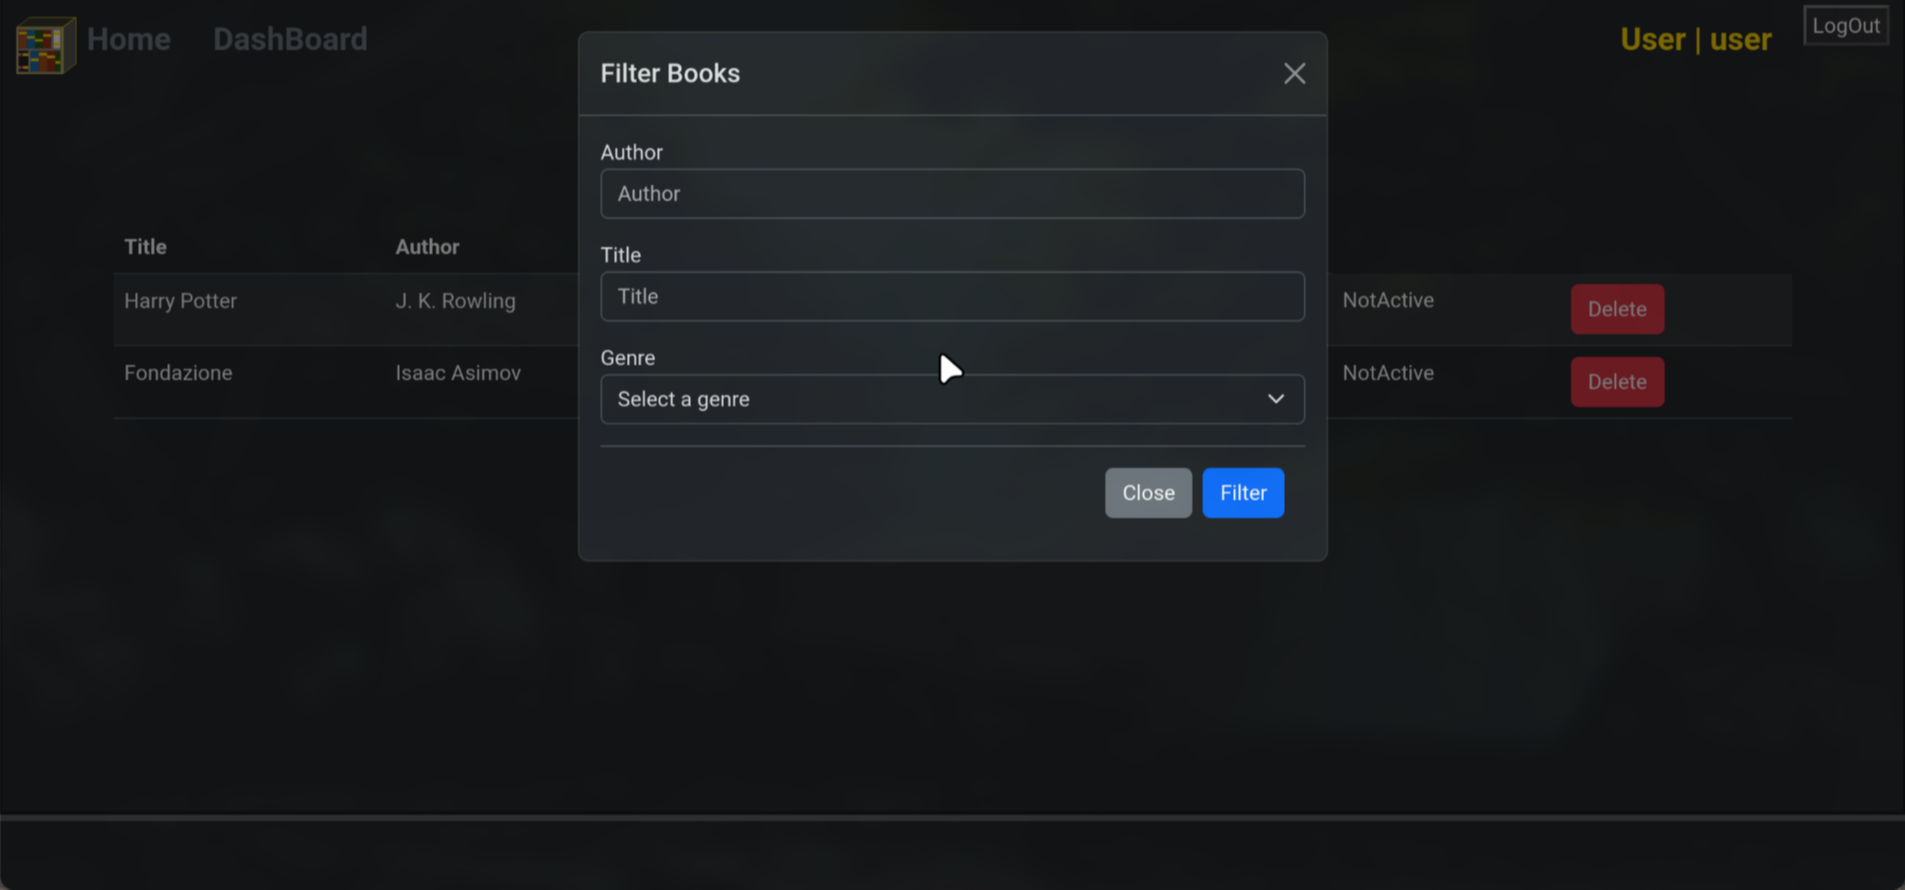 Home DashBoard User | user LogOut
Filter Books
Author
Author
Title
Title
Genre
Select a genre
Close Filter
Title Author
Harry Potter J. K. Rowling NotActive Delete
Fondazione Isaac Asimov NotActive Delete